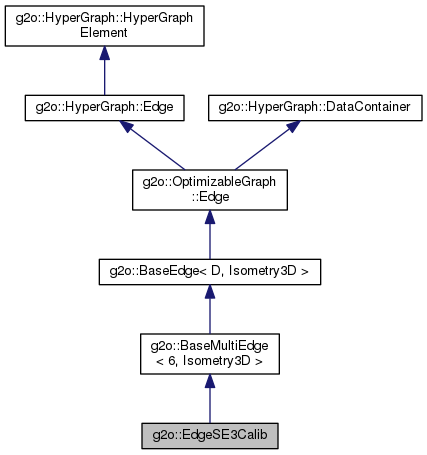 g2o::HyperGraph::HyperGraph
Element
g2o::HyperGraph::Edge
g2o::HyperGraph::DataContainer
g2o::OptimizableGraph
::Edge
g2o::BaseEdge< D, Isometry3D >
g2o::BaseMultiEdge
< 6, Isometry3D >
g2o::EdgeSE3Calib